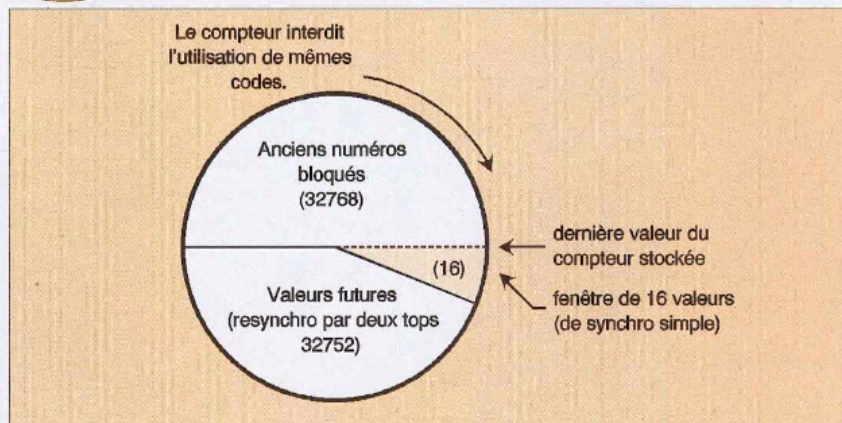 Le compteur interdit
l'utilisation de mêmes
codes.
Anciens numéros
bloqués
(32768)
dernière valeur du
compteur stockée
(16)
fenêtre de 16 valeurs
(de synchro simple)
Valeurs futures
(resynchro par deux tops
32752)